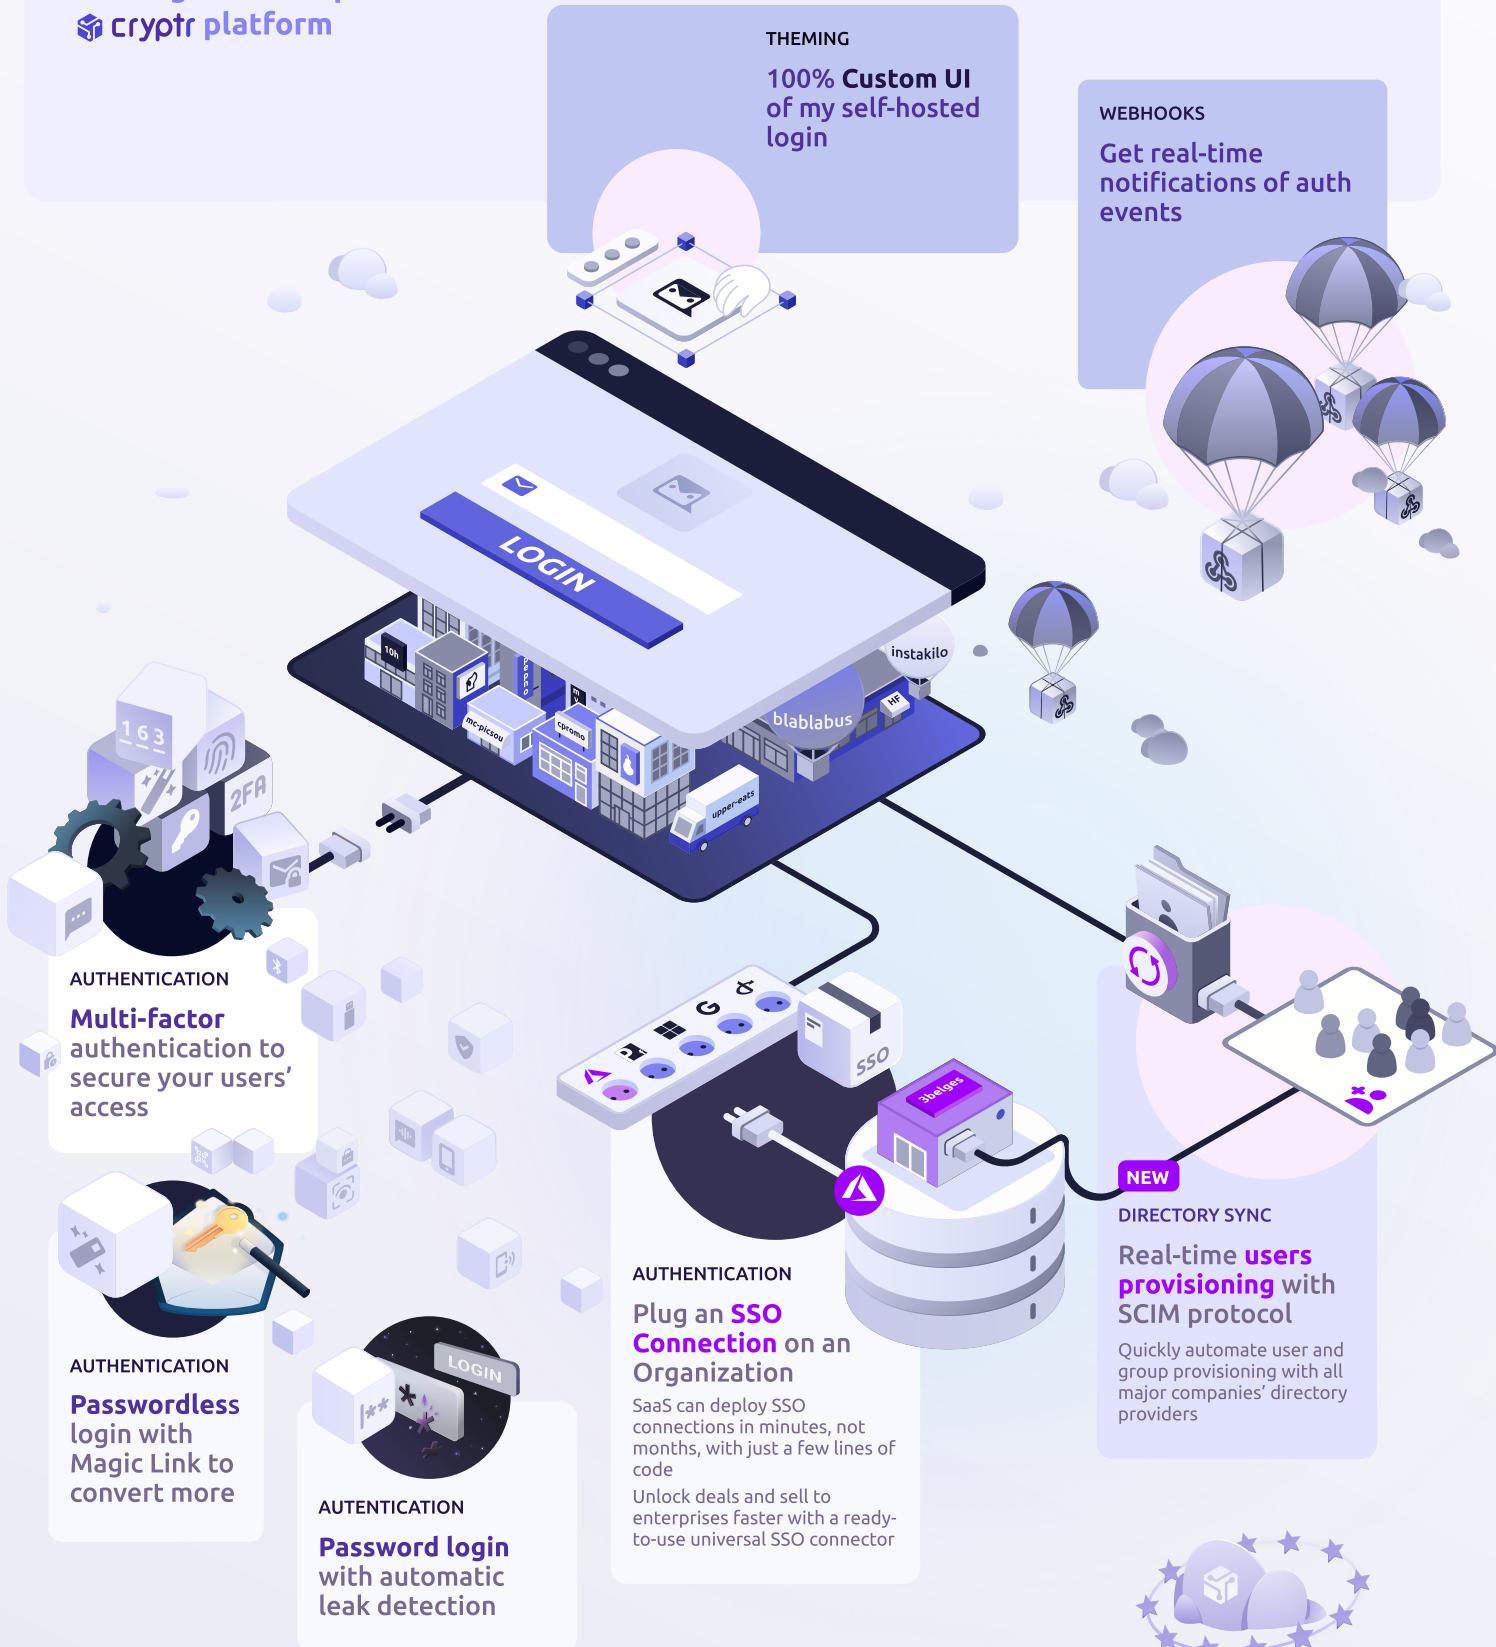 cryptr platform
THEMING
100% Custom UI
of my self-hosted
login
WEBHOOKS
Get real-time
notifications of auth
events
LOGIN
10h
mc-picsou
cpromo
blablabus
instakilo
HF
upper-eats
163
2FA
AUTHENTICATION
Multi-factor
authentication to
secure your users’
access
G
SSO
3belges
AUTHENTICATION
Passwordless
login with
Magic Link to
convert more
LOGIN
|**
AUTENTICATION
Password login
with automatic
leak detection
AUTHENTICATION
Plug an SSO
Connection on an
Organization
SaaS can deploy SSO
connections in minutes, not
months, with just a few lines of
code
Unlock deals and sell to
enterprises faster with a ready-
to-use universal SSO connector
NEW
DIRECTORY SYNC
Real-time users
provisioning with
SCIM protocol
Quickly automate user and
group provisioning with all
major companies’ directory
providers